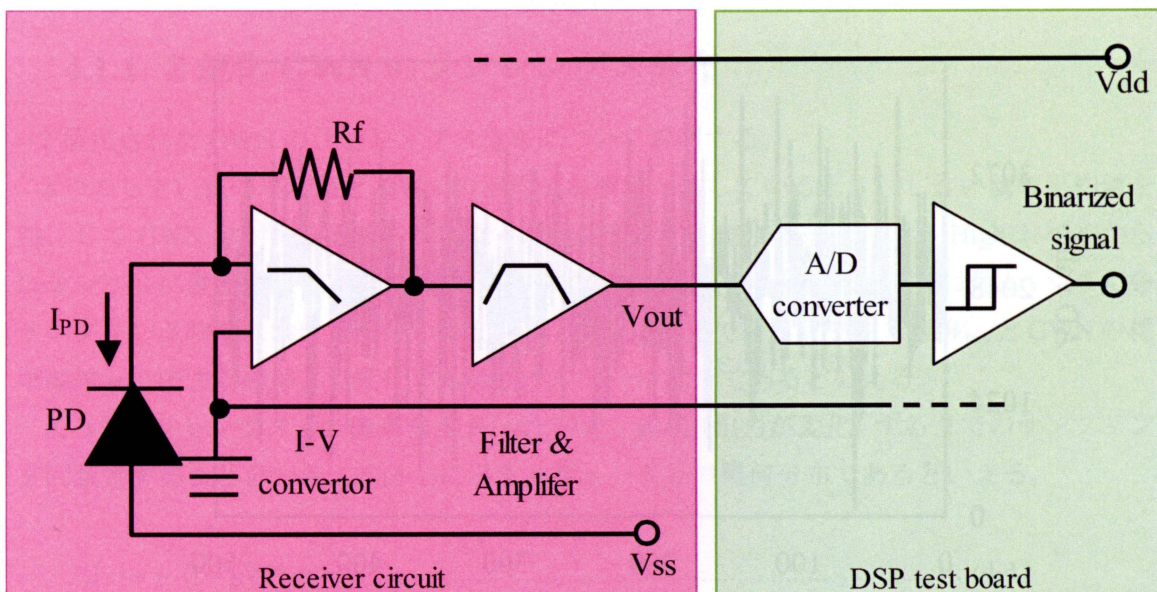 Vdd
Rf
Binarized
signal
A/D
converter
I_PD
Vout
PD
I-V
convertor
Filter &
Amplifer
Vss
Receiver circuit
DSP test board